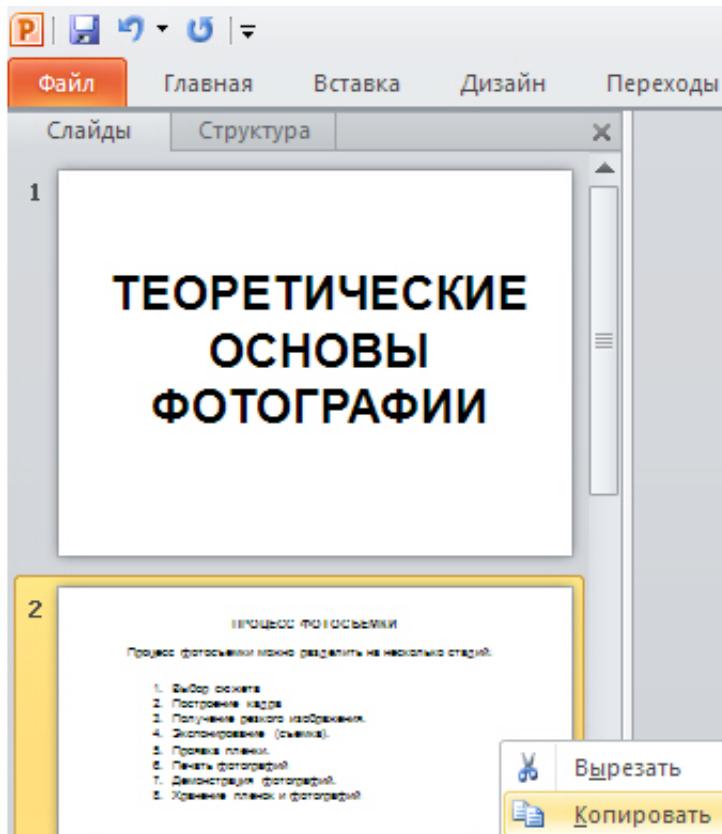 Файл Главная Вставка Дизайн Переходы
Слайды Структура
1
ТЕОРЕТИЧЕСКИЕ
ОСНОВЫ
ФОТОГРАФИИ
2
ПРОЦЕСС ФОТОСЪЕМКИ
Процесс фотосъемки можно разделить на несколько стадий:
1. Выбор сюжета
2. Построение кадра
3. Получение резкого изображения.
4. Экспонирование (съемка).
5. Проявка пленки.
6. Печать фотографий
7. Демонстрация фотографий.
8. Хранение пленок и фотографий
Вырезать
Копировать